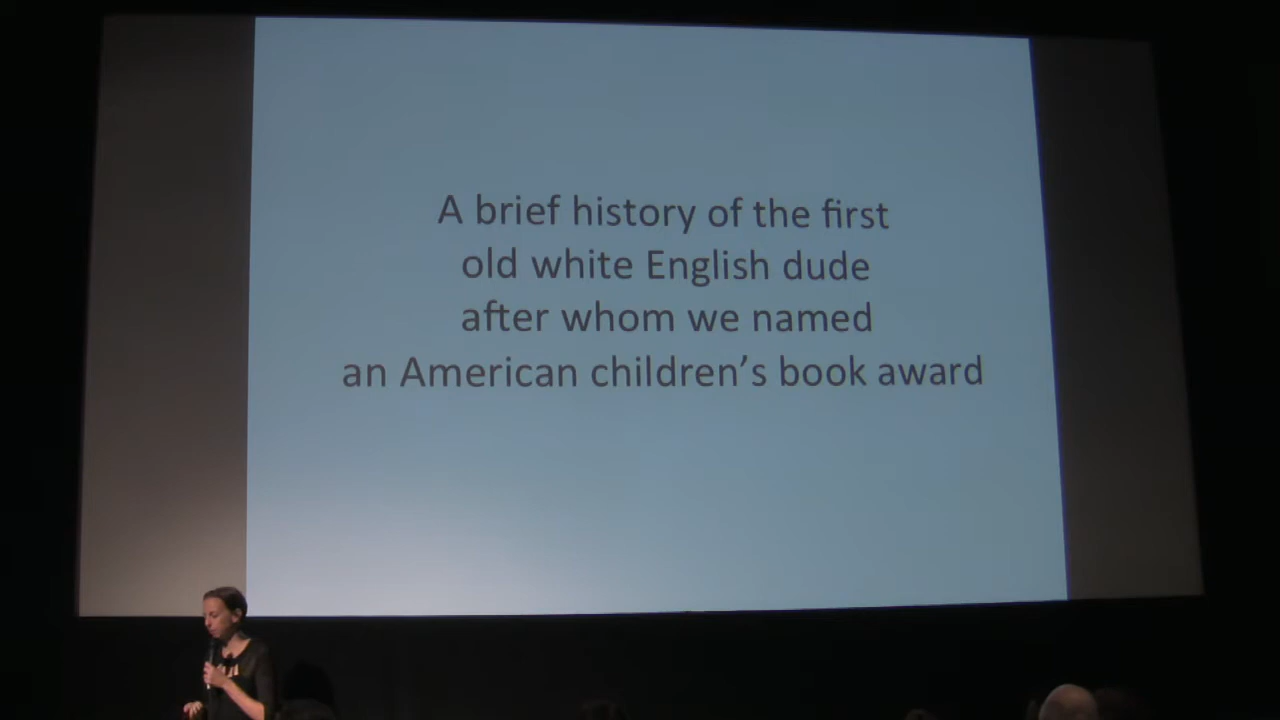 A brief history of the first
old white English dude
after whom we named
an American children’s book award